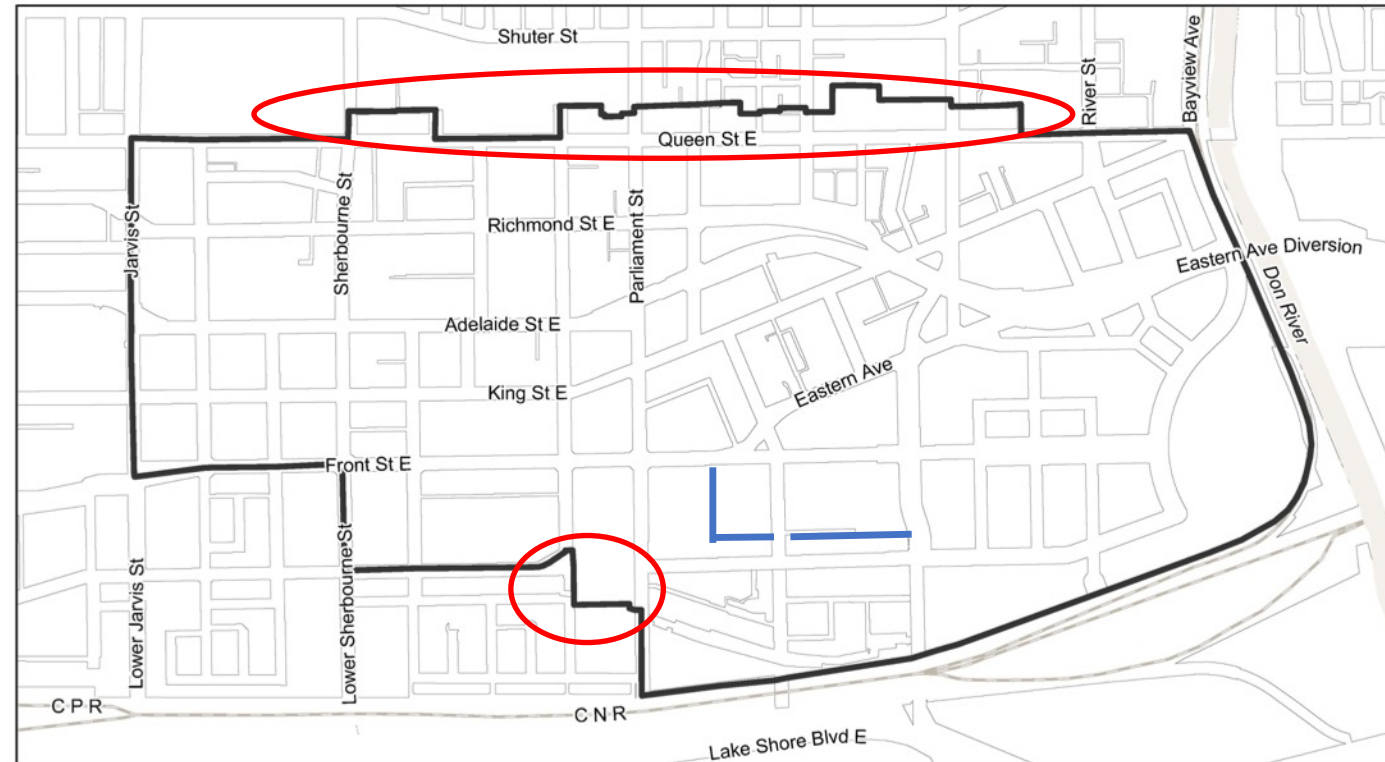 Shuter St
River St
Bayview Ave
Queen St E
Jarvis St
Sherbourne St
Richmond St E
Parliament St
Eastern Ave Diversion
Don River
Adelaide St E
King St E
Eastern Ave
Front St E
Lower Jarvis St
Lower Sherbourne St
C P R
C N R
Lake Shore Blvd E